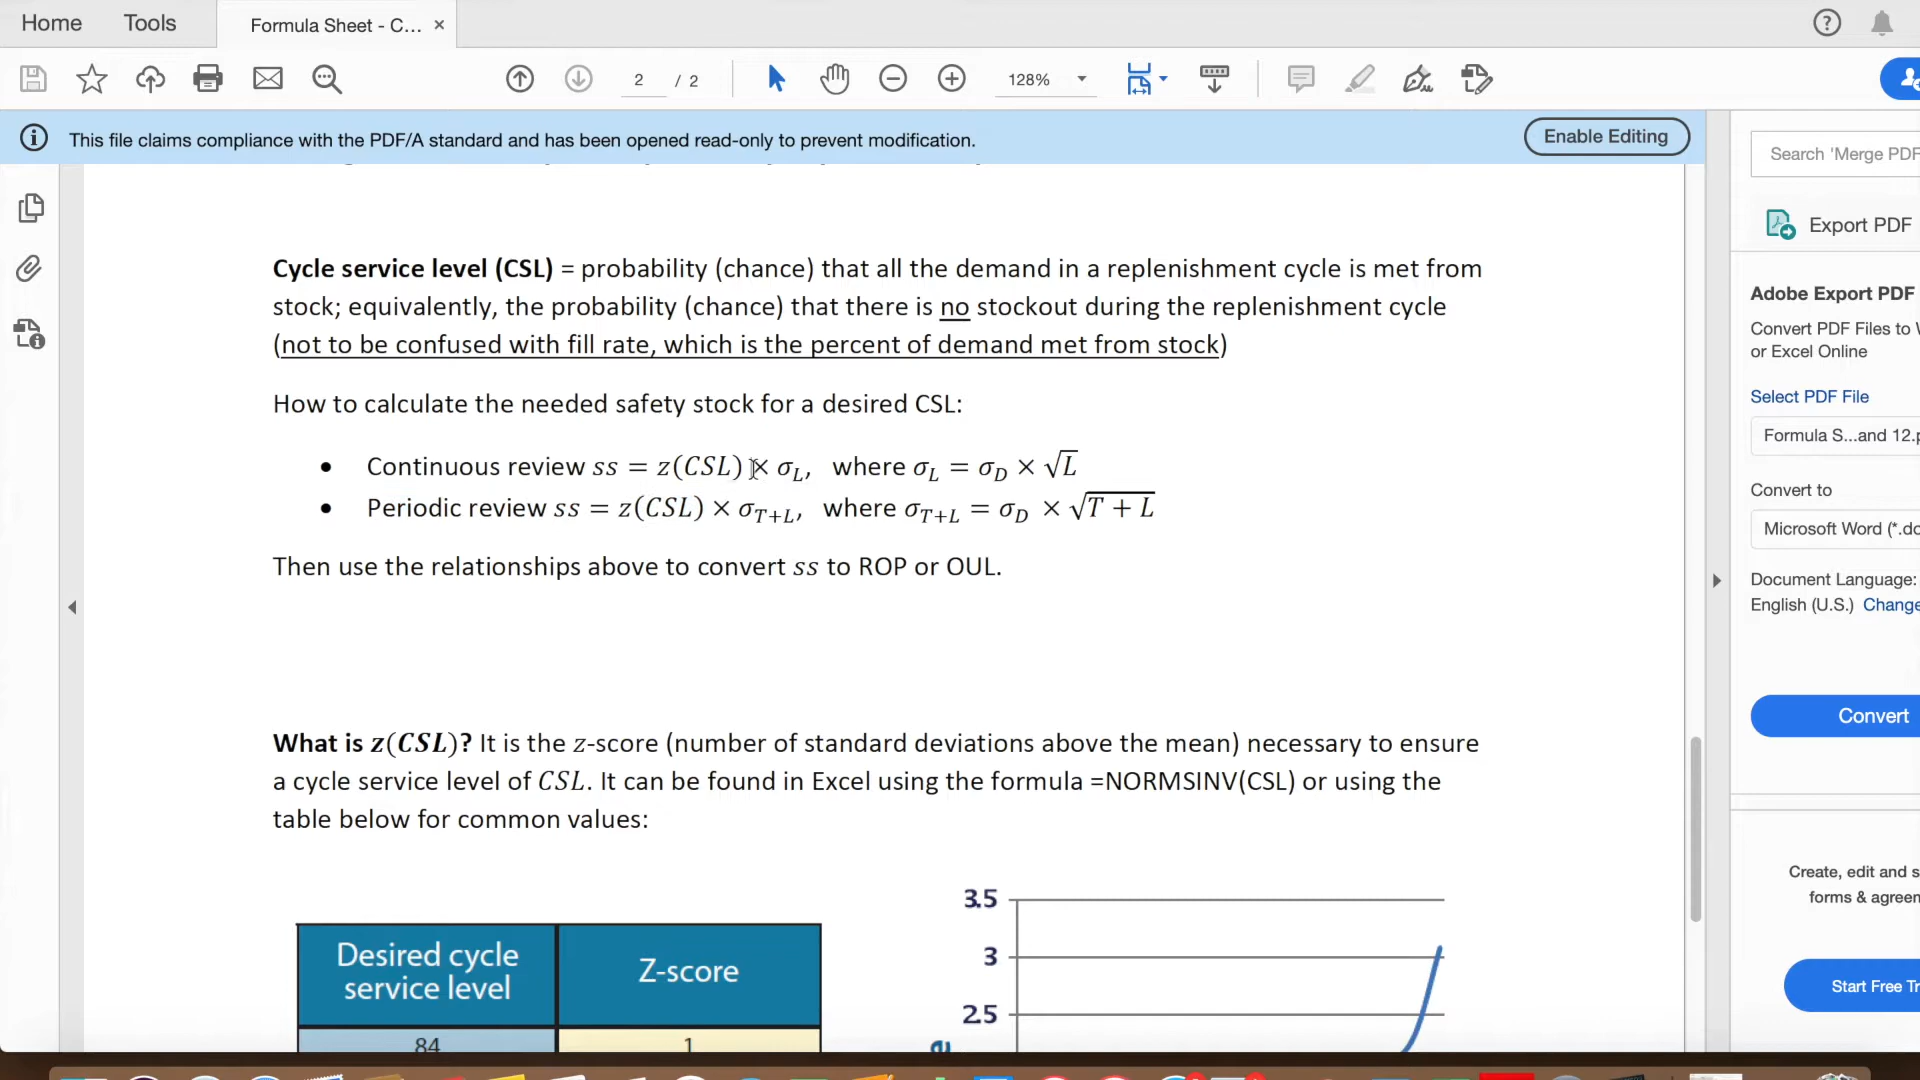 Home Tools Formula Sheet - C... ×
2 / 2 128%
This file claims compliance with the PDF/A standard and has been opened read-only to prevent modification. Enable Editing
Search 'Merge PDF
Export PDF
Adobe Export PDF
Convert PDF Files to
or Excel Online
Select PDF File
Formula S...and 12.p
Convert to
Microsoft Word (*.do
Document Language:
English (U.S.) Change
Convert
Create, edit and s
forms & agreem
Start Free Tr
Cycle service level (CSL) = probability (chance) that all the demand in a replenishment cycle is met from
stock; equivalently, the probability (chance) that there is no stockout during the replenishment cycle
(not to be confused with fill rate, which is the percent of demand met from stock)
How to calculate the needed safety stock for a desired CSL:
• Continuous review ss = z(CSL) × σ_L, where σ_L = σ_D × √L
• Periodic review ss = z(CSL) × σ_{T+L}, where σ_{T+L} = σ_D × √(T + L)
Then use the relationships above to convert ss to ROP or OUL.
What is z(CSL)? It is the z-score (number of standard deviations above the mean) necessary to ensure
a cycle service level of CSL. It can be found in Excel using the formula =NORMSINV(CSL) or using the
table below for common values:
Desired cycle
service level
Z-score
84 1
3.5
3
2.5